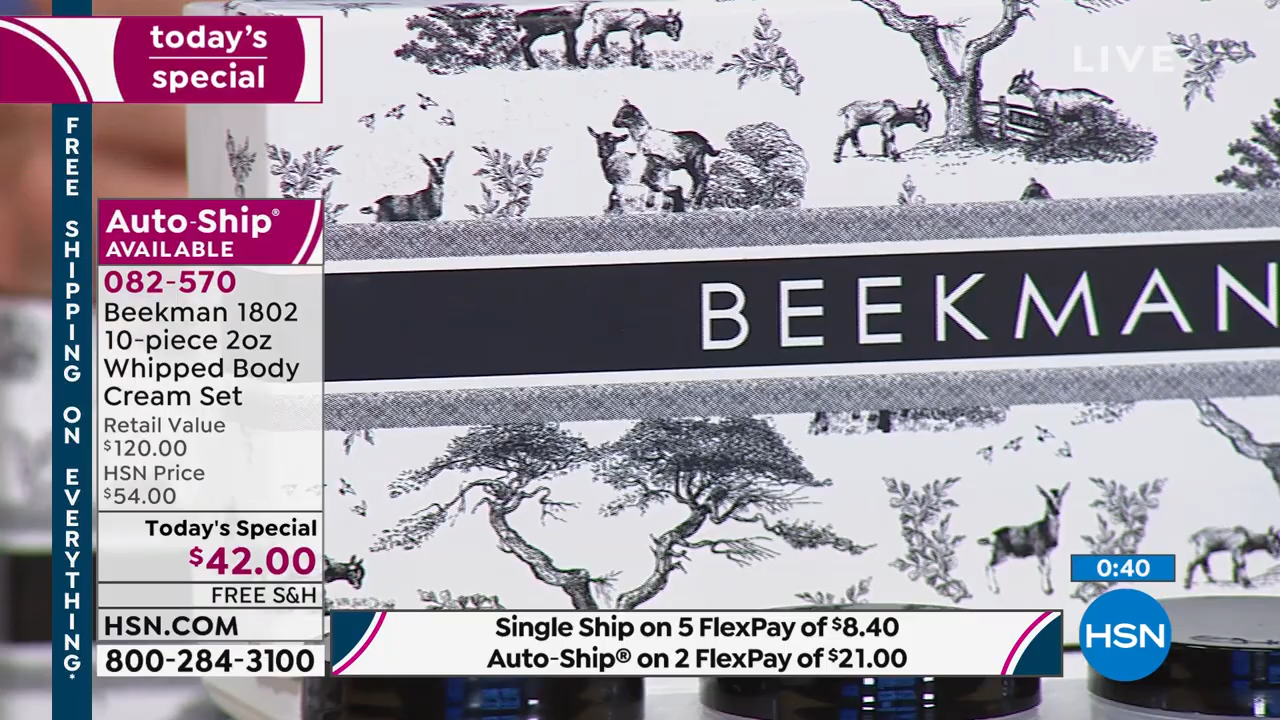 today's
special
LIVE
FREE SHIPPING ON EVERYTHING*
Auto-Ship®
AVAILABLE
082-570
Beekman 1802
10-piece 2oz
Whipped Body
Cream Set
Retail Value
$120.00
HSN Price
$54.00
Today's Special
$42.00
FREE S&H
HSN.COM
800-284-3100
BEEKMAN
0:40
HSN
Single Ship on 5 FlexPay of $8.40
Auto-Ship® on 2 FlexPay of $21.00